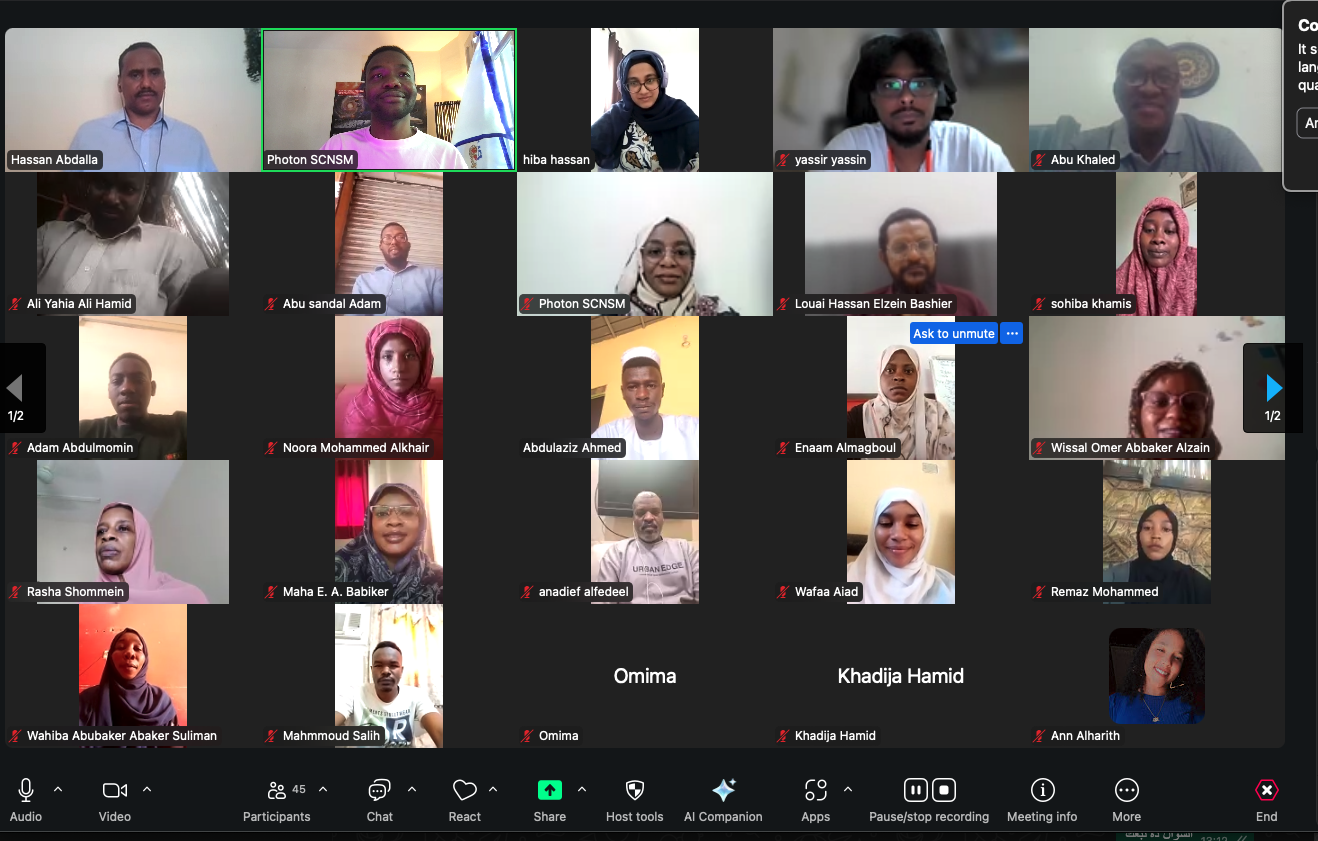 Co
It s
lan
qua
Ar
Hassan Abdalla
Photon SCNSM
hiba hassan
yassir yassin
Abu Khaled
Ali Yahia Ali Hamid
Abu sandal Adam
Photon SCNSM
Louai Hassan Elzein Bashier
sohiba khamis
Ask to unmute
1/2
1/2
Adam Abdulmomin
Noora Mohammed Alkhair
Abdulaziz Ahmed
Enaam Almagboul
Wissal Omer Abbaker Alzain
URBAN EDGE
Rasha Shommein
Maha E. A. Babiker
anadief alfedeel
Wafaa Aiad
Remaz Mohammed
Omima
Khadija Hamid
Wahiba Abubaker Abaker Suliman
Mahmmoud Salih
Omima
Khadija Hamid
Ann Alharith
45
Audio
Video
Participants
Chat
React
Share
Host tools
AI Companion
Apps
Pause/stop recording
Meeting info
More
End